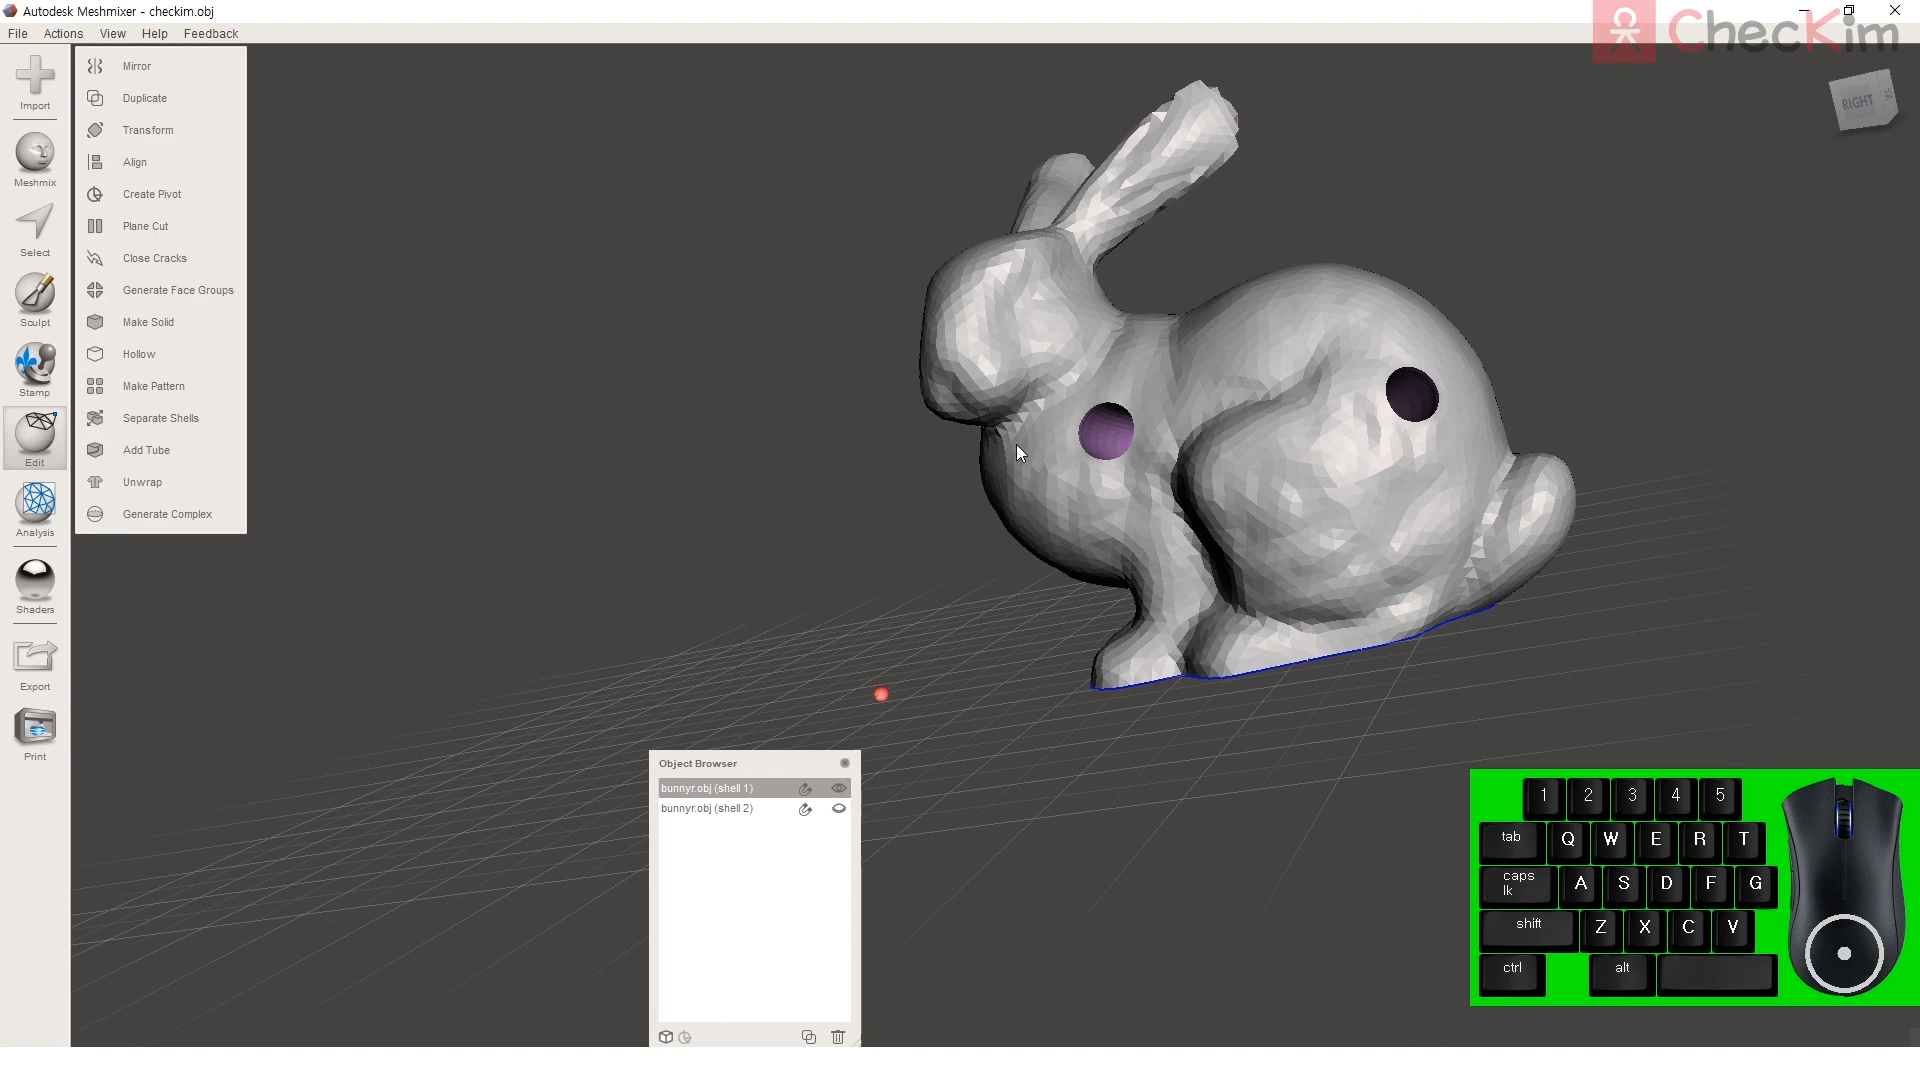 Autodesk Meshmixer - checkim.obj
CheckKim
File Actions View Help Feedback
Import
Meshmix
Select
Sculpt
Stamp
Edit
Analysis
Shaders
Export
Print
Mirror
Duplicate
Transform
Align
Create Pivot
Plane Cut
Close Cracks
Generate Face Groups
Make Solid
Hollow
Make Pattern
Separate Shells
Add Tube
Unwrap
Generate Complex
RIGHT
Object Browser
bunnyr.obj (shell 1)
bunnyr.obj (shell 2)
1 2 3 4 5
tab Q W E R T
caps lk A S D F G
shift Z X C V
ctrl alt